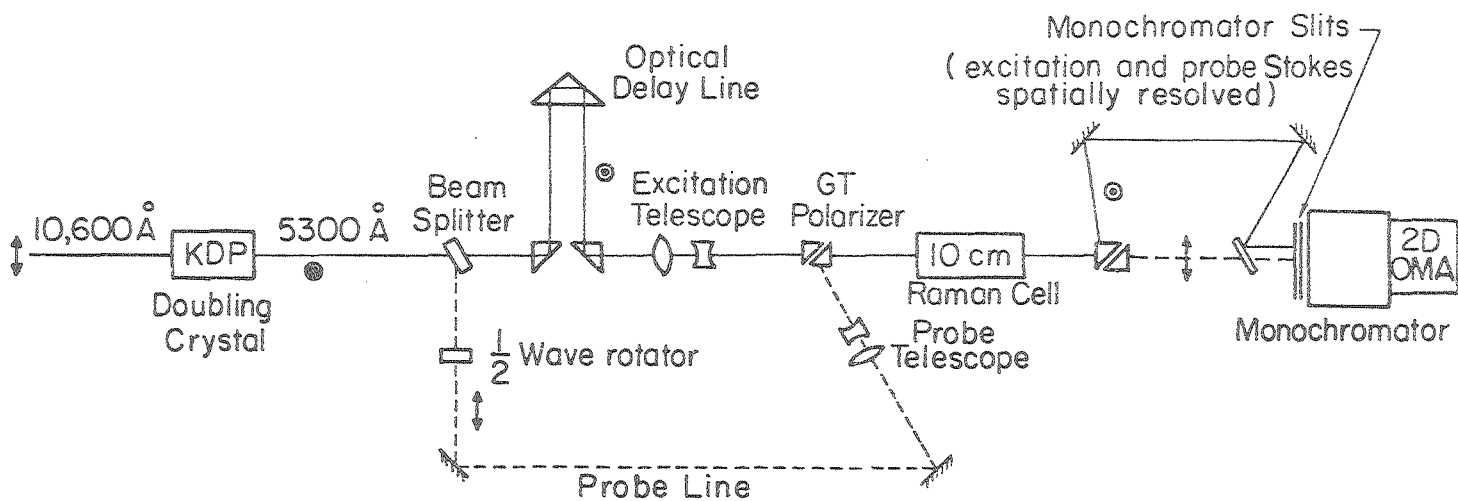 Monochromator Slits
(excitation and probe Stokes
spatially resolved)
Optical
Delay Line
Beam
Splitter
Excitation
Telescope
GT
Polarizer
10,600 Å
KDP
5300 Å
10 cm
2D
OMA
Doubling
Crystal
Raman Cell
Monochromator
1/2 Wave rotator
Probe
Telescope
Probe Line